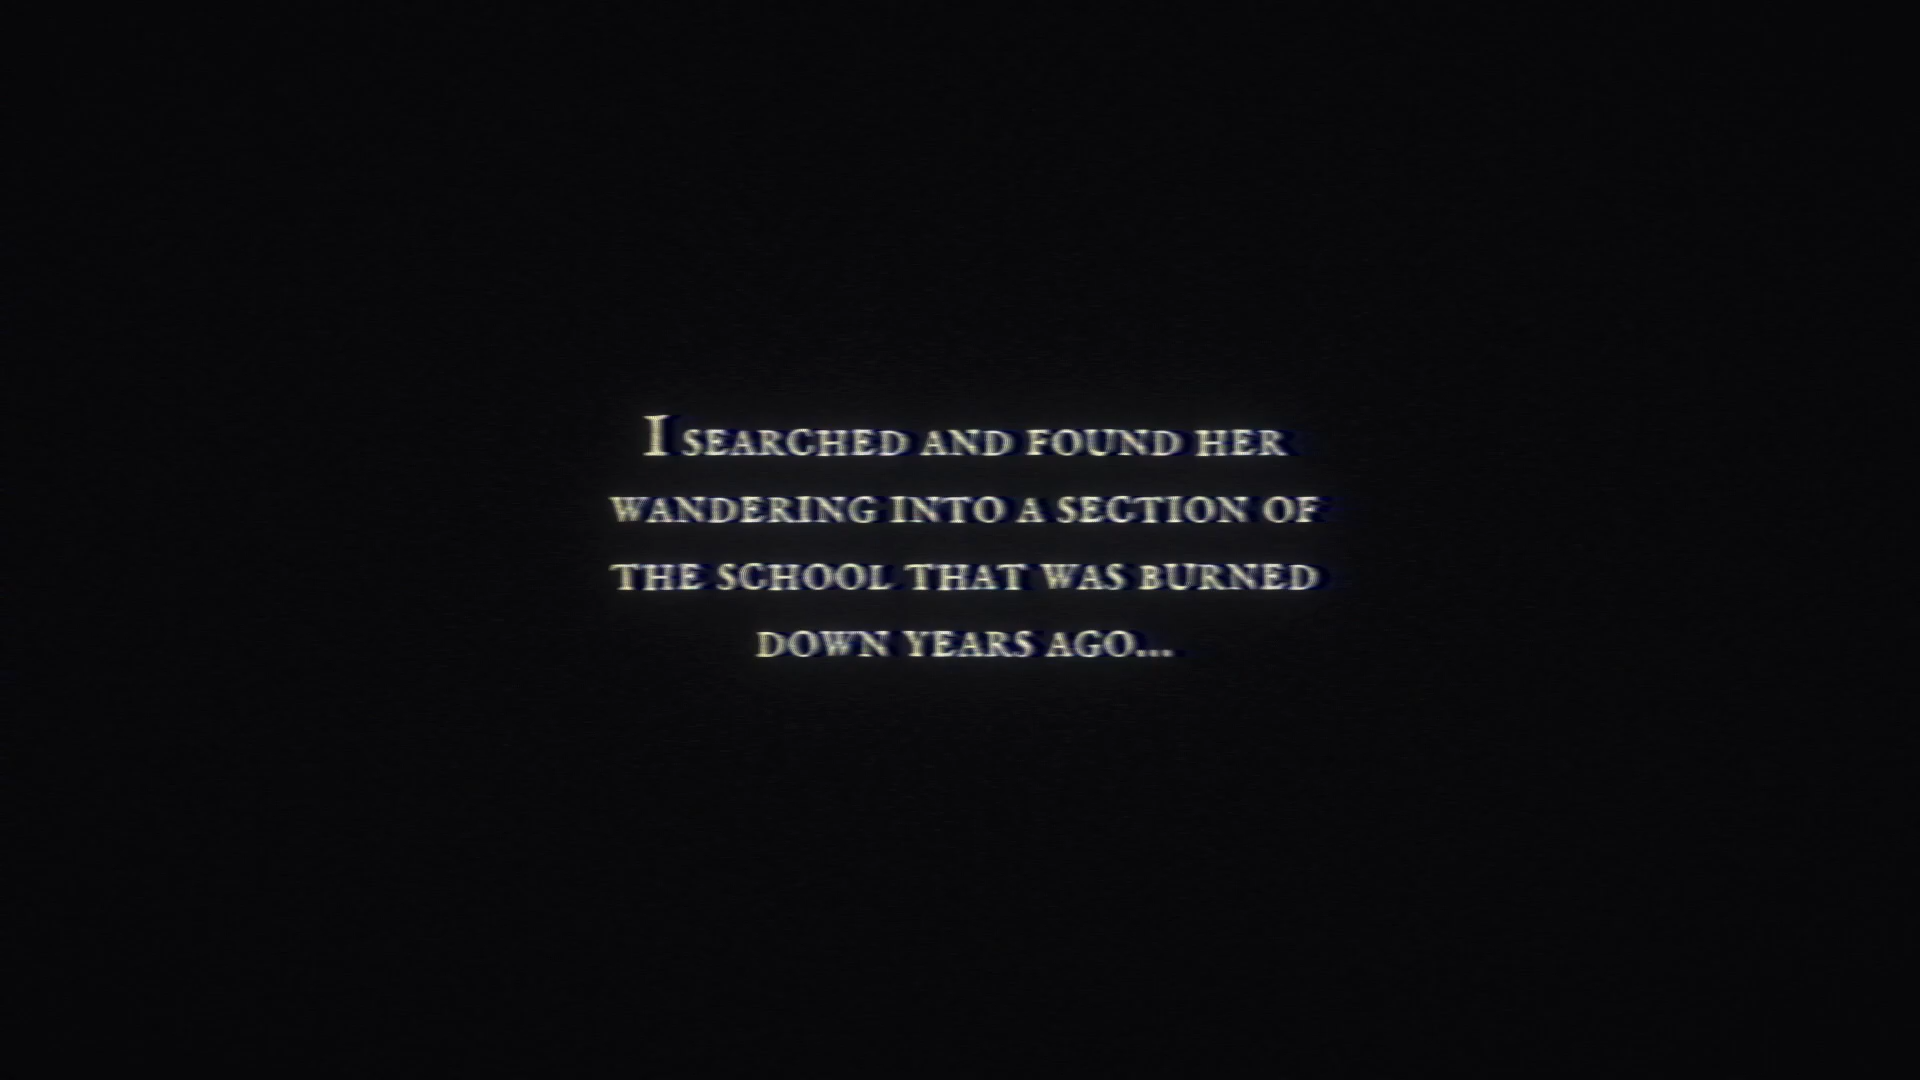 I SEARCHED AND FOUND HER
WANDERING INTO A SECTION OF
THE SCHOOL THAT WAS BURNED
DOWN YEARS AGO...